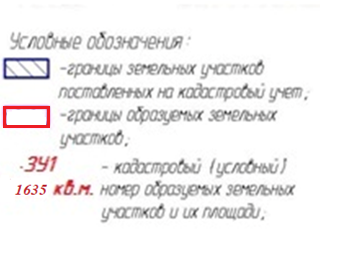 Условные обозначения:
-границы земельных участков
поставленных на кадастровый учет;
-границы образуемых земельных
участков;
·ЗУ1 - кадастровый (условный)
1635 кв.м. номер образуемых земельных
участков и их площади;